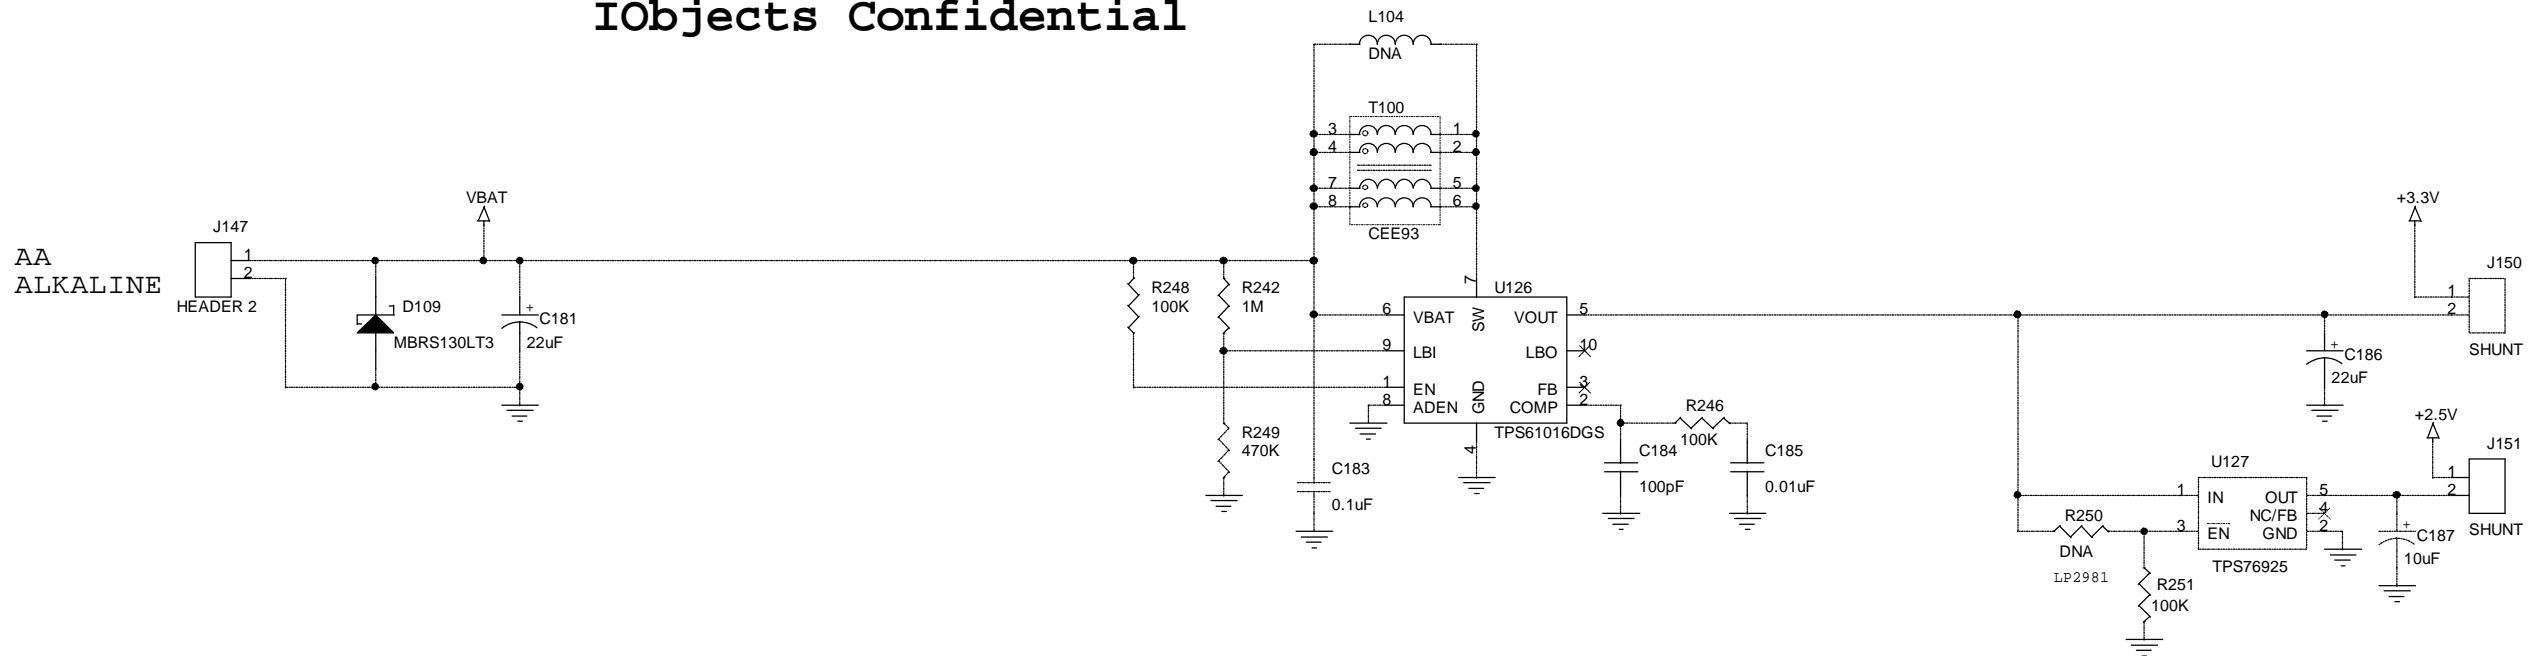 IObjects Confidential
L104
DNA
T100
3 1
4 2
7 5
8 6
CEE93
VBAT
J147
AA
ALKALINE
1
2
HEADER 2
D109
MBRS130LT3
+
C181
22uF
R248
100K
R242
1M
R249
470K
C183
0.1uF
7
U126
6 VBAT SW VOUT 5
9 LBI LBO 10
1 EN GND FB 3
8 ADEN COMP 2
TPS61016DGS
4
R246
100K
C184
100pF
C185
0.01uF
+3.3V
J150
1
2
SHUNT
+
C186
22uF
+2.5V
J151
1
2
SHUNT
U127
1 IN OUT 5
NC/FB 4
3 EN GND 2
TPS76925
R250
DNA
LP2981
R251
100K
+
C187
10uF